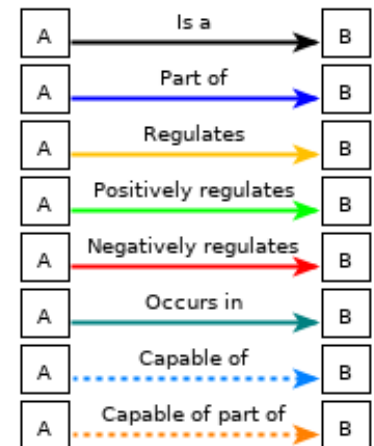 Is a
A B
Part of
A B
Regulates
A B
Positively regulates
A B
Negatively regulates
A B
Occurs in
A B
Capable of
A B
Capable of part of
A B